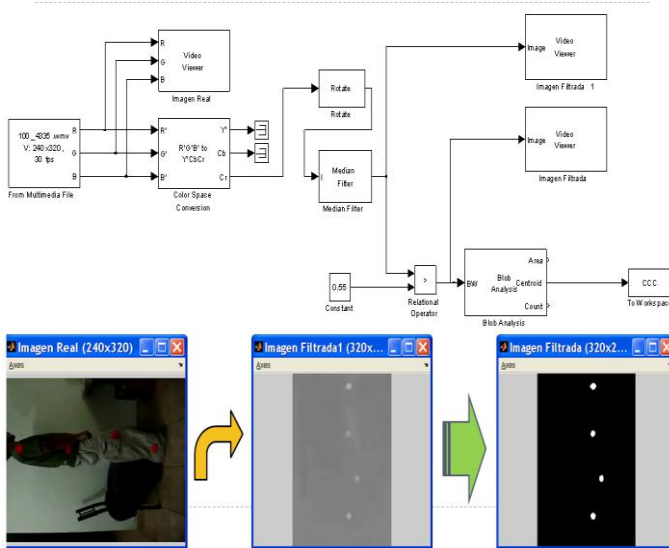 R
G
B
Video
Viewer
Imagen Real
100_4335.wmv
V: 240x320,
30 fps
R
G
B
From Multimedia File
R'
G'
B'
R'G'B' to
Y'CbCr
Y'
Cb
Cr
Color Space
Conversion
Rotate
Rotate
I
Median
Filter
Median Filter
Image
Video
Viewer
Imagen Filtrada 1
Image
Video
Viewer
Imagen Filtrada
0.55
Constant
>
Relational
Operator
BW
Blob
Analysis
Area
Centroid
Count
Blob Analysis
CCC
To Workspace
Imagen Real (240x320)
Axes
Imagen Filtrada1 (320x...
Axes
Imagen Filtrada (320x2...
Axes